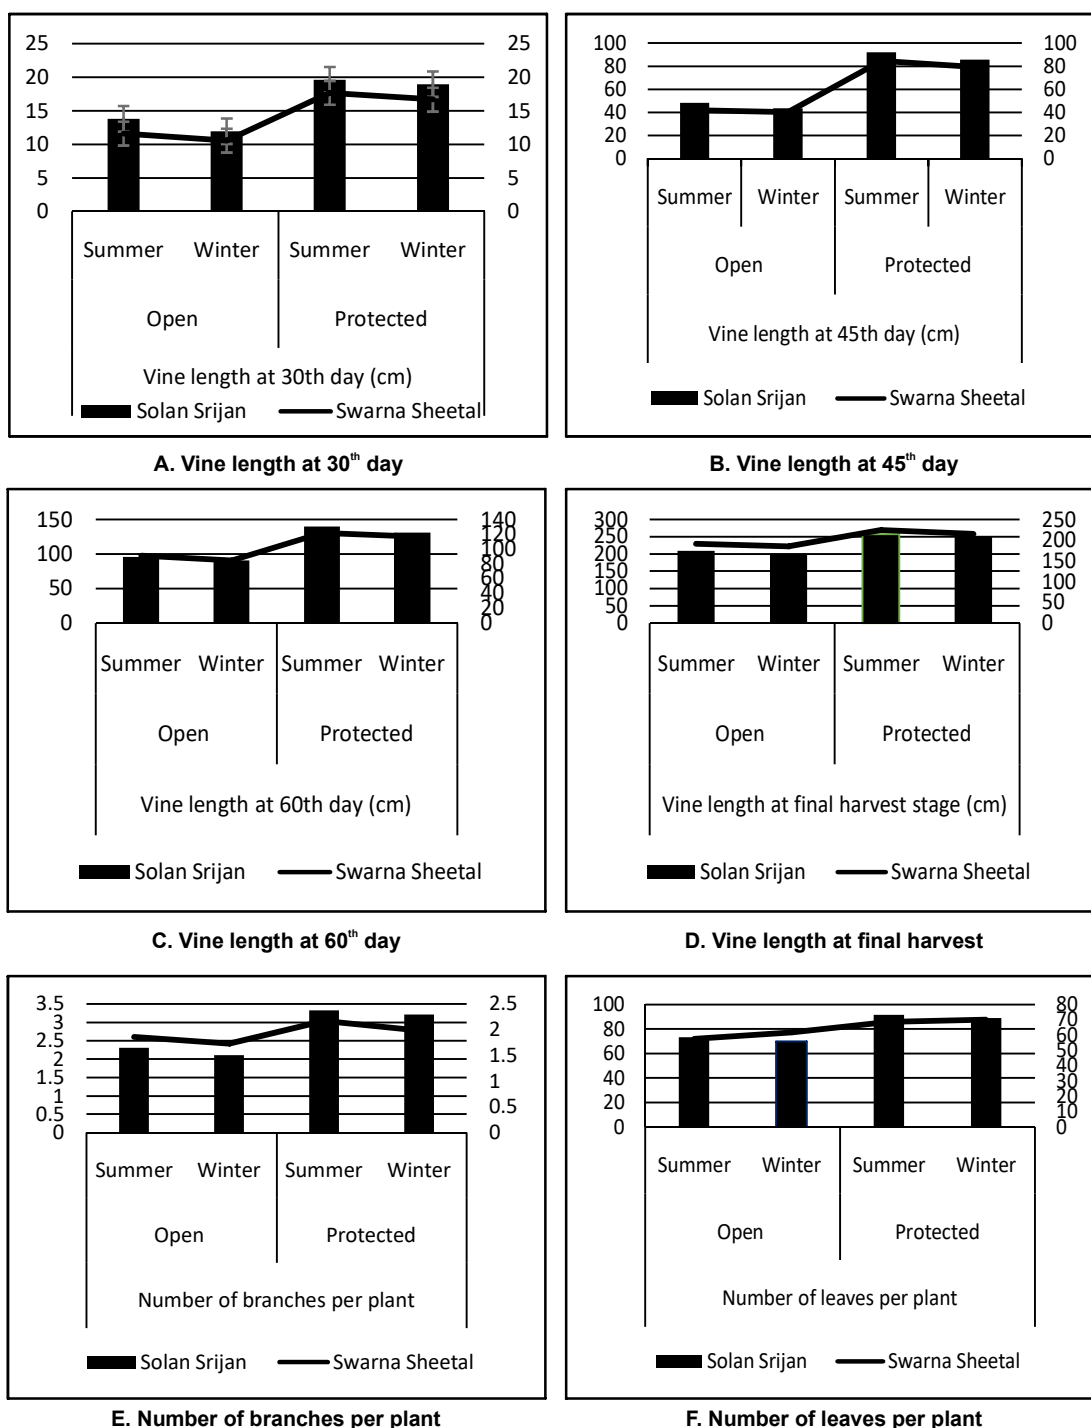 25 25
20 20
15 15
10 10
5 5
0 0
Summer Winter Summer Winter
Open Protected
Vine length at 30th day (cm)
Solan Srijan Swarna Sheetal
A. Vine length at 30th day
100 100
80 80
60 60
40 40
20 20
0 0
Summer Winter Summer Winter
Open Protected
Vine length at 45th day (cm)
Solan Srijan Swarna Sheetal
B. Vine length at 45th day
150 140
120
100 100
80
60
50 40
20
0 0
Summer Winter Summer Winter
Open Protected
Vine length at 60th day (cm)
Solan Srijan Swarna Sheetal
C. Vine length at 60th day
300 250
250 200
200 150
150 100
100 50
50 0
0
Summer Winter Summer Winter
Open Protected
Vine length at final harvest stage (cm)
Solan Srijan Swarna Sheetal
D. Vine length at final harvest
3.5 2.5
3 2
2.5 1.5
2 1
1.5 0.5
1 0
0.5
0
Summer Winter Summer Winter
Open Protected
Number of branches per plant
Solan Srijan Swarna Sheetal
E. Number of branches per plant
100 80
80 70
60 60
40 50
20 40
0 30
20
10
0
Summer Winter Summer Winter
Open Protected
Number of leaves per plant
Solan Srijan Swarna Sheetal
F. Number of leaves per plant